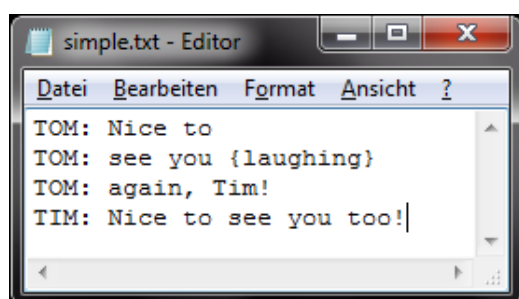 simple.txt - Editor
Datei Bearbeiten Format Ansicht ?
TOM: Nice to
TOM: see you {laughing}
TOM: again, Tim!
TIM: Nice to see you too!